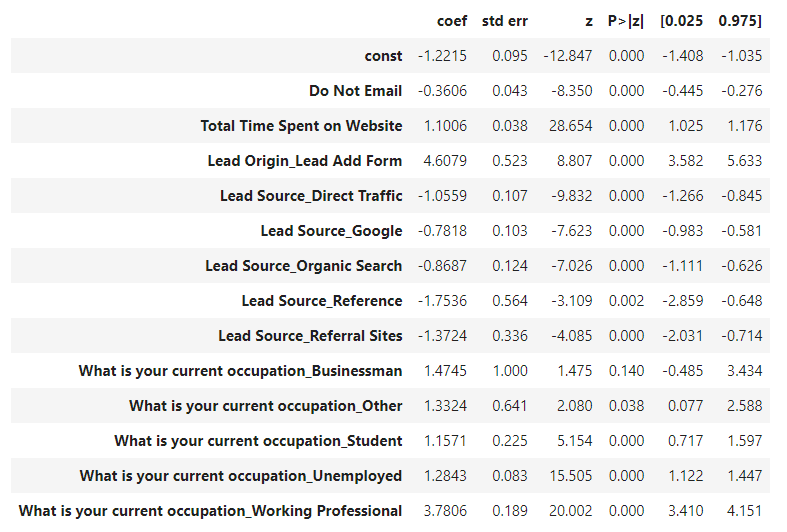 coef std err z P>|z| [0.025 0.975]
const -1.2215 0.095 -12.847 0.000 -1.408 -1.035
Do Not Email -0.3606 0.043 -8.350 0.000 -0.445 -0.276
Total Time Spent on Website 1.1006 0.038 28.654 0.000 1.025 1.176
Lead Origin_Lead Add Form 4.6079 0.523 8.807 0.000 3.582 5.633
Lead Source_Direct Traffic -1.0559 0.107 -9.832 0.000 -1.266 -0.845
Lead Source_Google -0.7818 0.103 -7.623 0.000 -0.983 -0.581
Lead Source_Organic Search -0.8687 0.124 -7.026 0.000 -1.111 -0.626
Lead Source_Reference -1.7536 0.564 -3.109 0.002 -2.859 -0.648
Lead Source_Referral Sites -1.3724 0.336 -4.085 0.000 -2.031 -0.714
What is your current occupation_Businessman 1.4745 1.000 1.475 0.140 -0.485 3.434
What is your current occupation_Other 1.3324 0.641 2.080 0.038 0.077 2.588
What is your current occupation_Student 1.1571 0.225 5.154 0.000 0.717 1.597
What is your current occupation_Unemployed 1.2843 0.083 15.505 0.000 1.122 1.447
What is your current occupation_Working Professional 3.7806 0.189 20.002 0.000 3.410 4.151